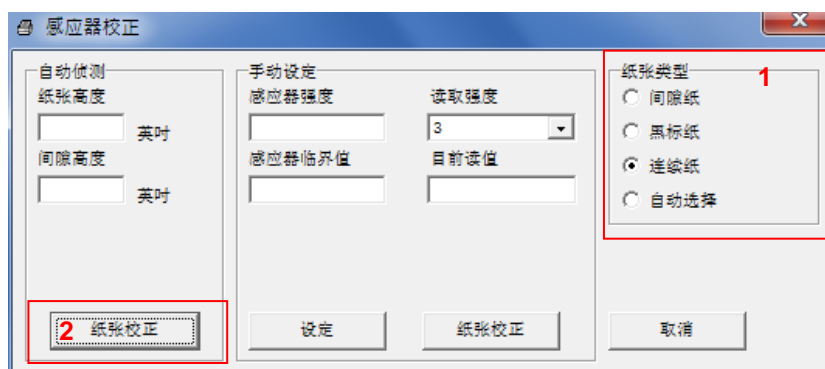 感应器校正
自动侦测
纸张高度
英吋
间隙高度
英吋
2 纸张校正
手动设定
感应器强度
读取强度
3
感应器临界值
目前读值
设定
纸张校正
纸张类型
1
间隙纸
黑标纸
连续纸
自动选择
取消